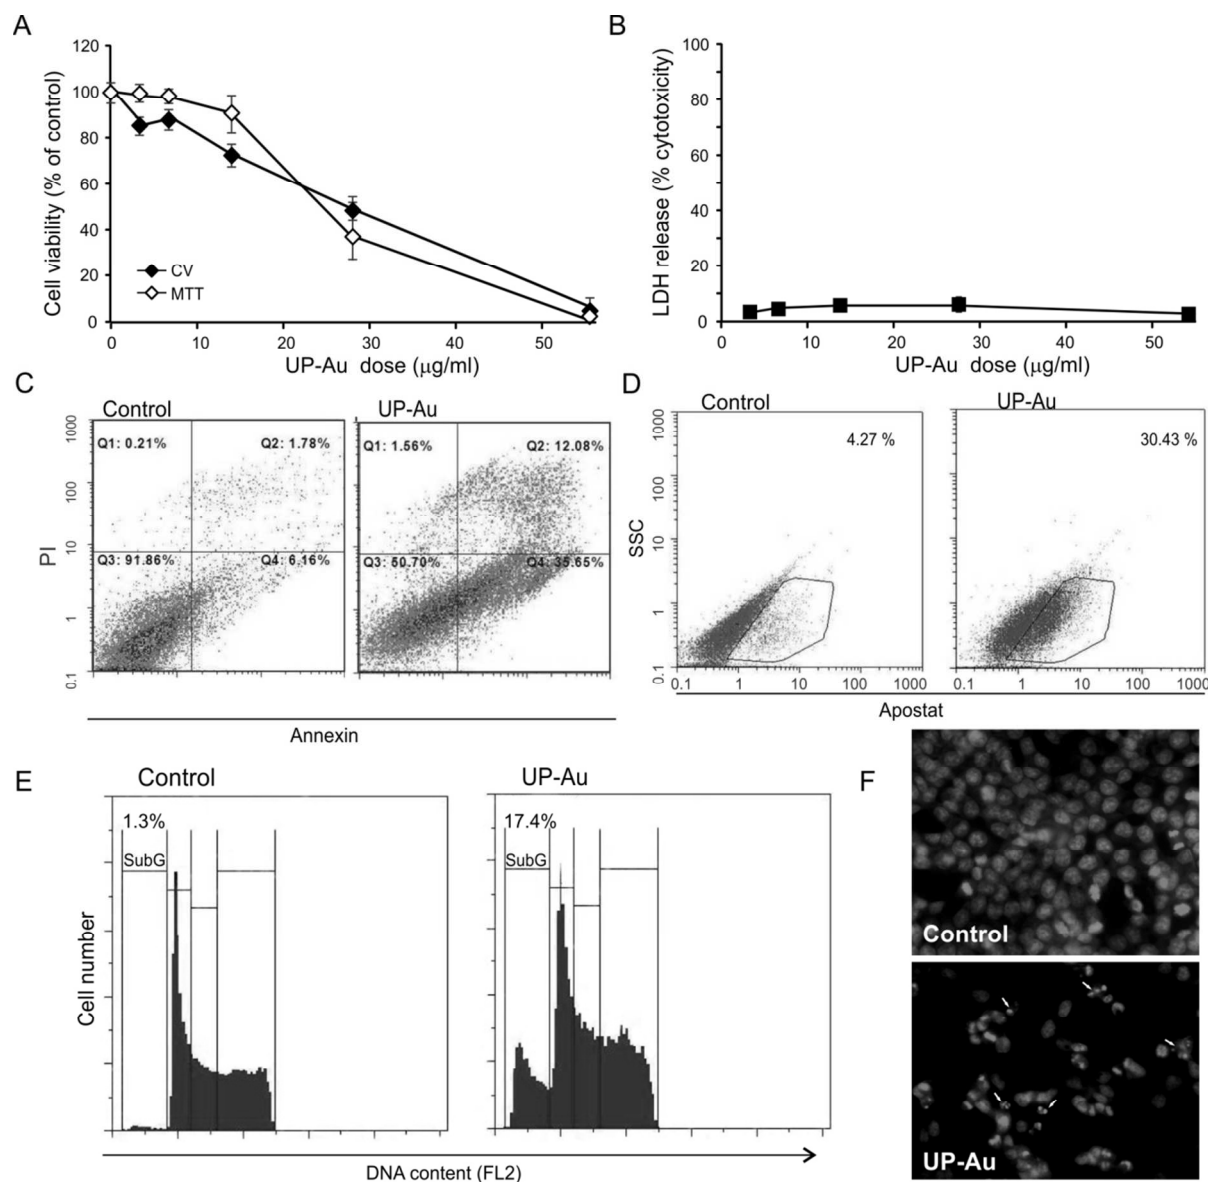 A
B
120
100
80
60
40
20
0
Cell viability (% of control)
CV
MTT
0
10
20
30
40
50
UP-Au dose (μg/ml)
100
80
60
40
20
0
LDH release (% cytotoxicity)
0
10
20
30
40
50
UP-Au dose (μg/ml)
C
Control
UP-Au
1000
100
10
1
0.1
PI
Q1: 0.21%
Q2: 1.78%
Q3: 91.86%
Q4: 6.16%
Q1: 1.56%
Q2: 12.08%
Q3: 50.70%
Q4: 35.65%
Annexin
D
Control
UP-Au
1000
100
10
1
0.1
SSC
4.27 %
30.43 %
0.1 1 10 100 1000
0.1 1 10 100 1000
Apostat
E
Control
UP-Au
1.3%
SubG
17.4%
SubG
Cell number
DNA content (FL2)
F
Control
UP-Au